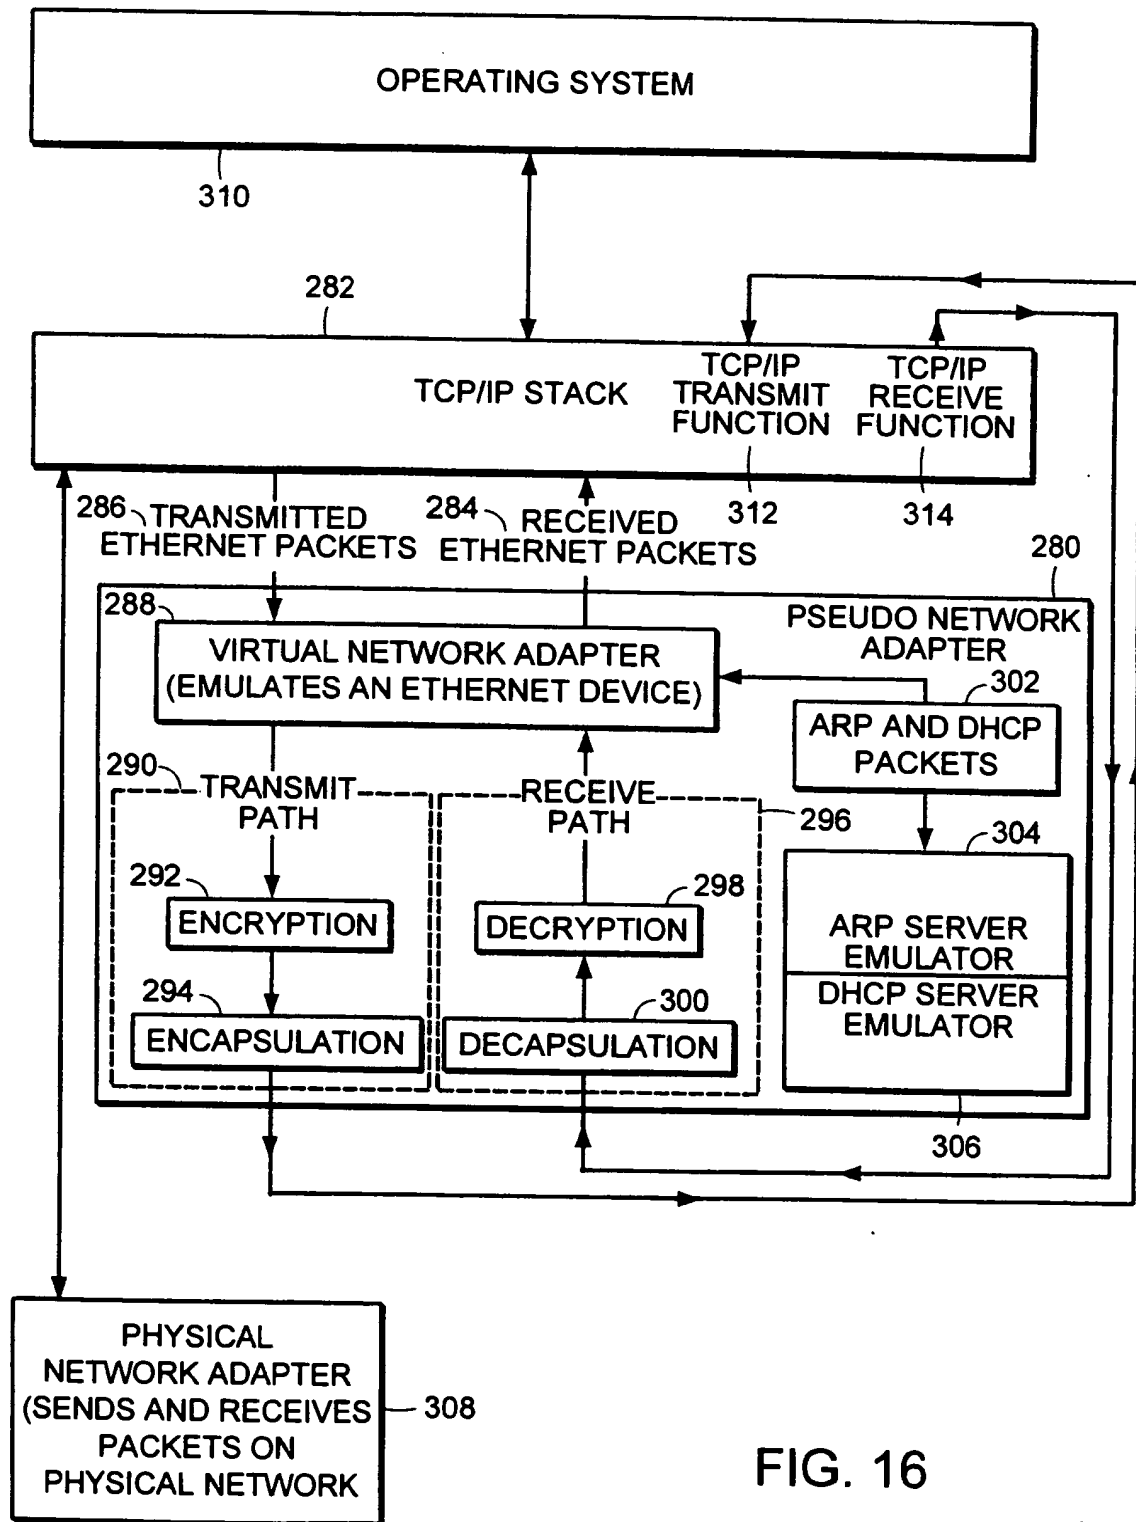 OPERATING SYSTEM
310
282
TCP/IP STACK
TCP/IP
TRANSMIT
FUNCTION
TCP/IP
RECEIVE
FUNCTION
312
314
286
TRANSMITTED
ETHERNET PACKETS
284
RECEIVED
ETHERNET PACKETS
280
288
VIRTUAL NETWORK ADAPTER
(EMULATES AN ETHERNET DEVICE)
PSEUDO NETWORK
ADAPTER
302
ARP AND DHCP
PACKETS
290
TRANSMIT
PATH
RECEIVE
PATH
296
304
292
ENCRYPTION
298
DECRYPTION
ARP SERVER
EMULATOR
DHCP SERVER
EMULATOR
294
ENCAPSULATION
300
DECAPSULATION
306
PHYSICAL
NETWORK ADAPTER
(SENDS AND RECEIVES
PACKETS ON
PHYSICAL NETWORK
308
FIG. 16